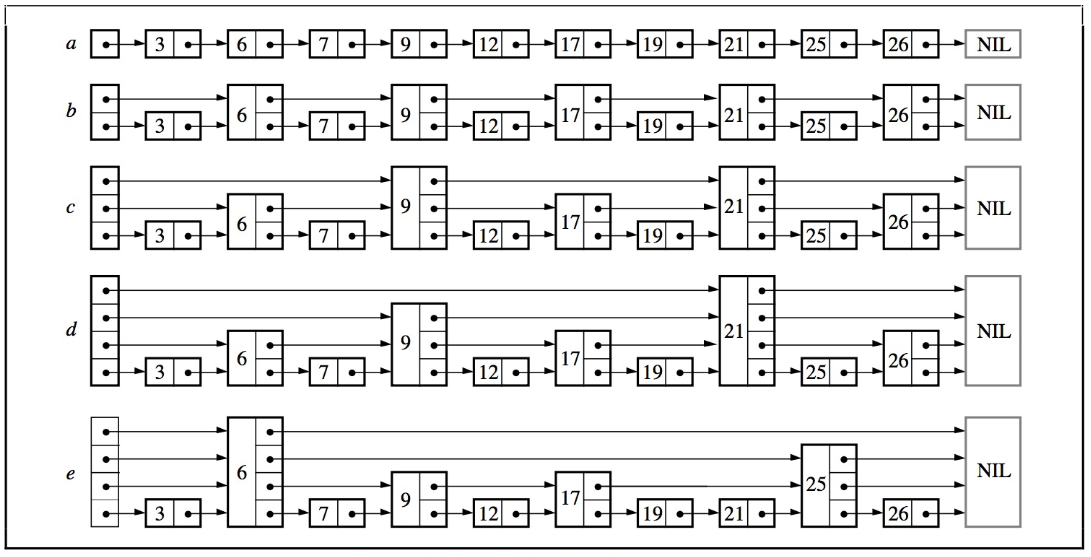 a 3 6 7 9 12 17 19 21 25 26 NIL
b 3 6 7 9 12 17 19 21 25 26 NIL
c 3 6 7 9 12 17 19 21 25 26 NIL
d 3 6 7 9 12 17 19 21 25 26 NIL
e 3 6 7 9 12 17 19 21 25 26 NIL